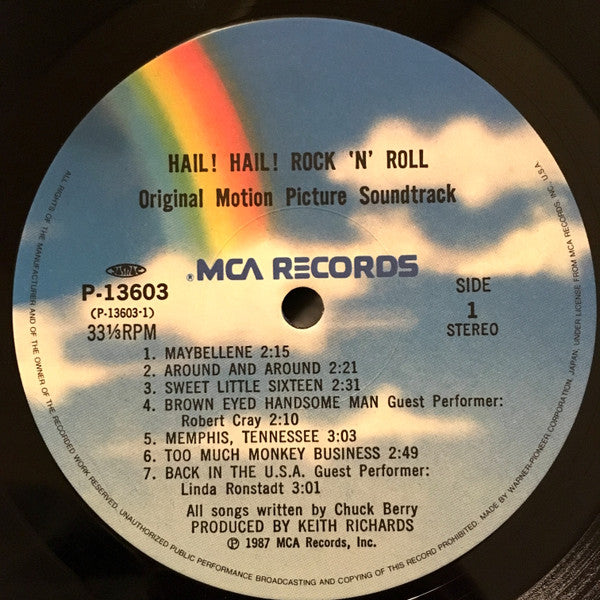 HAIL! HAIL! ROCK 'N' ROLL
Original Motion Picture Soundtrack
JASRAC
® MCA RECORDS
P-13603
(P-13603-1)
33⅓RPM
SIDE
1
STEREO
1. MAYBELLENE 2:15
2. AROUND AND AROUND 2:21
3. SWEET LITTLE SIXTEEN 2:31
4. BROWN EYED HANDSOME MAN Guest Performer:
Robert Cray 2:10
5. MEMPHIS, TENNESSEE 3:03
6. TOO MUCH MONKEY BUSINESS 2:49
7. BACK IN THE U.S.A. Guest Performer:
Linda Ronstadt 3:01
All songs written by Chuck Berry
PRODUCED BY KEITH RICHARDS
℗ 1987 MCA Records, Inc.
ALL RIGHTS OF THE MANUFACTURER AND OF THE OWNER OF THE RECORDED WORK RESERVED. UNAUTHORIZED PUBLIC PERFORMANCE BROADCASTING AND COPYING OF THIS RECORD PROHIBITED. MADE BY WARNER-PIONEER CORPORATION, JAPAN, UNDER LICENSE FROM MCA RECORDS, INC. U.S.A.